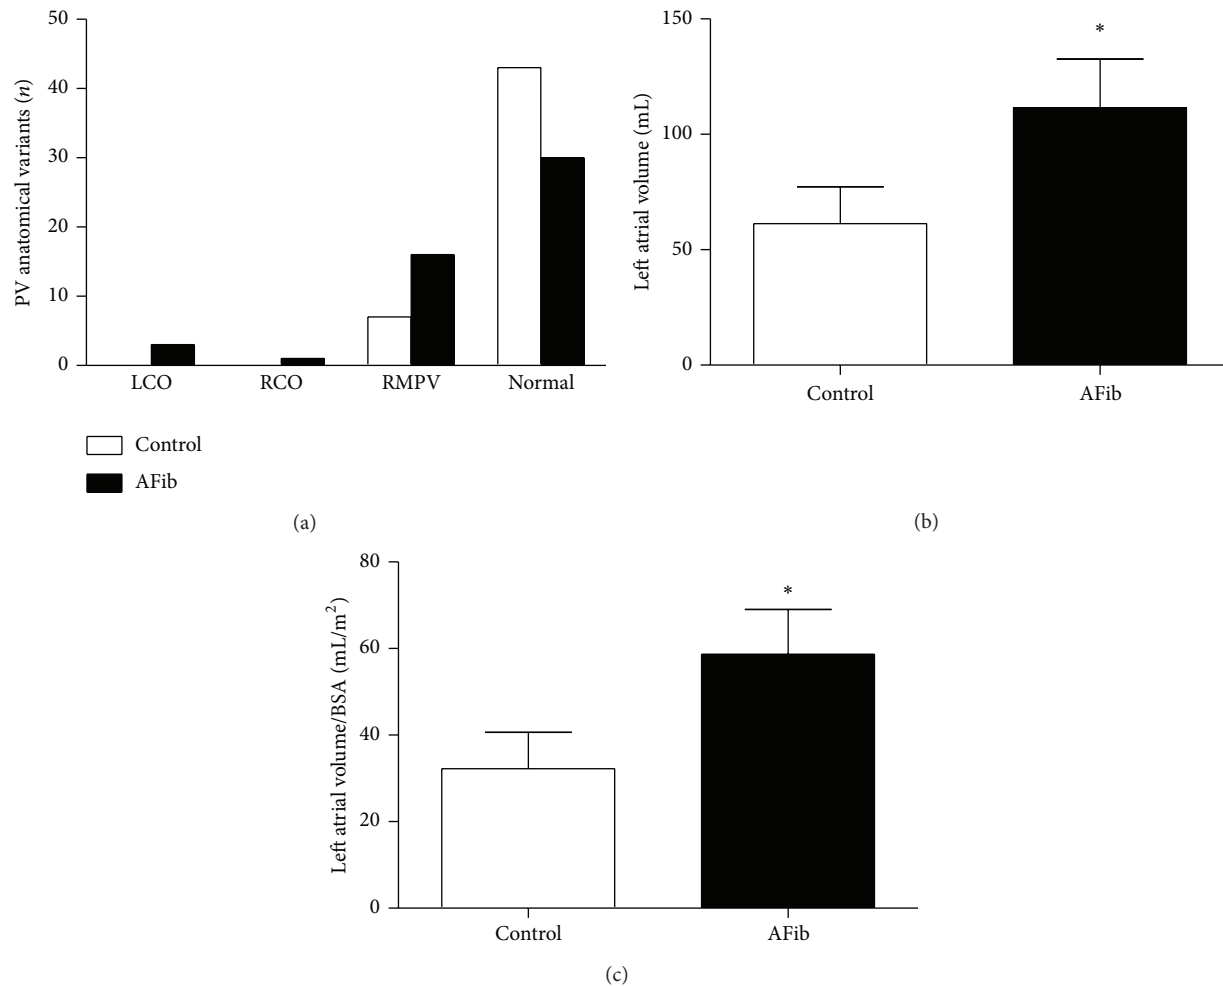 PV anatomical variants (n)
50
40
30
20
10
0
LCO RCO RMPV Normal
Control
AFib
(a)
Left atrial volume (mL)
150
100
50
0
*
Control AFib
(b)
Left atrial volume/BSA (mL/m²)
80
60
40
20
0
*
Control AFib
(c)